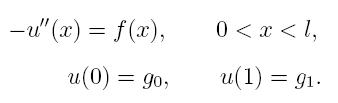 −u″(x) = f(x), 0 < x < l,
u(0) = g₀, u(1) = g₁.